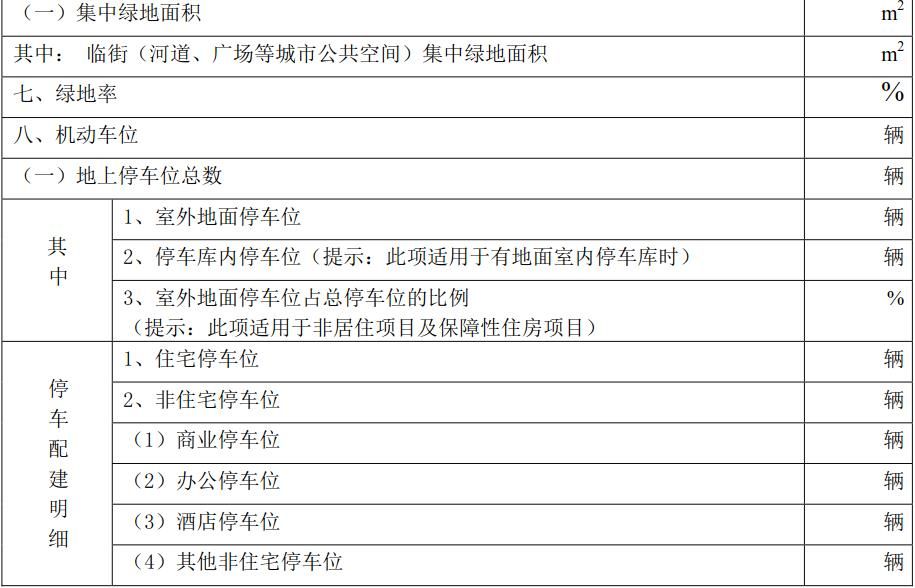 （一）集中绿地面积 m²
其中： 临街（河道、广场等城市公共空间）集中绿地面积 m²
七、绿地率 %
八、机动车位 辆
（一）地上停车位总数 辆
其中
1、室外地面停车位 辆
2、停车库内停车位（提示：此项适用于有地面室内停车库时） 辆
3、室外地面停车位占总停车位的比例 %
（提示：此项适用于非居住项目及保障性住房项目）
停车配建明细
1、住宅停车位 辆
2、非住宅停车位 辆
（1）商业停车位 辆
（2）办公停车位 辆
（3）酒店停车位 辆
（4）其他非住宅停车位 辆